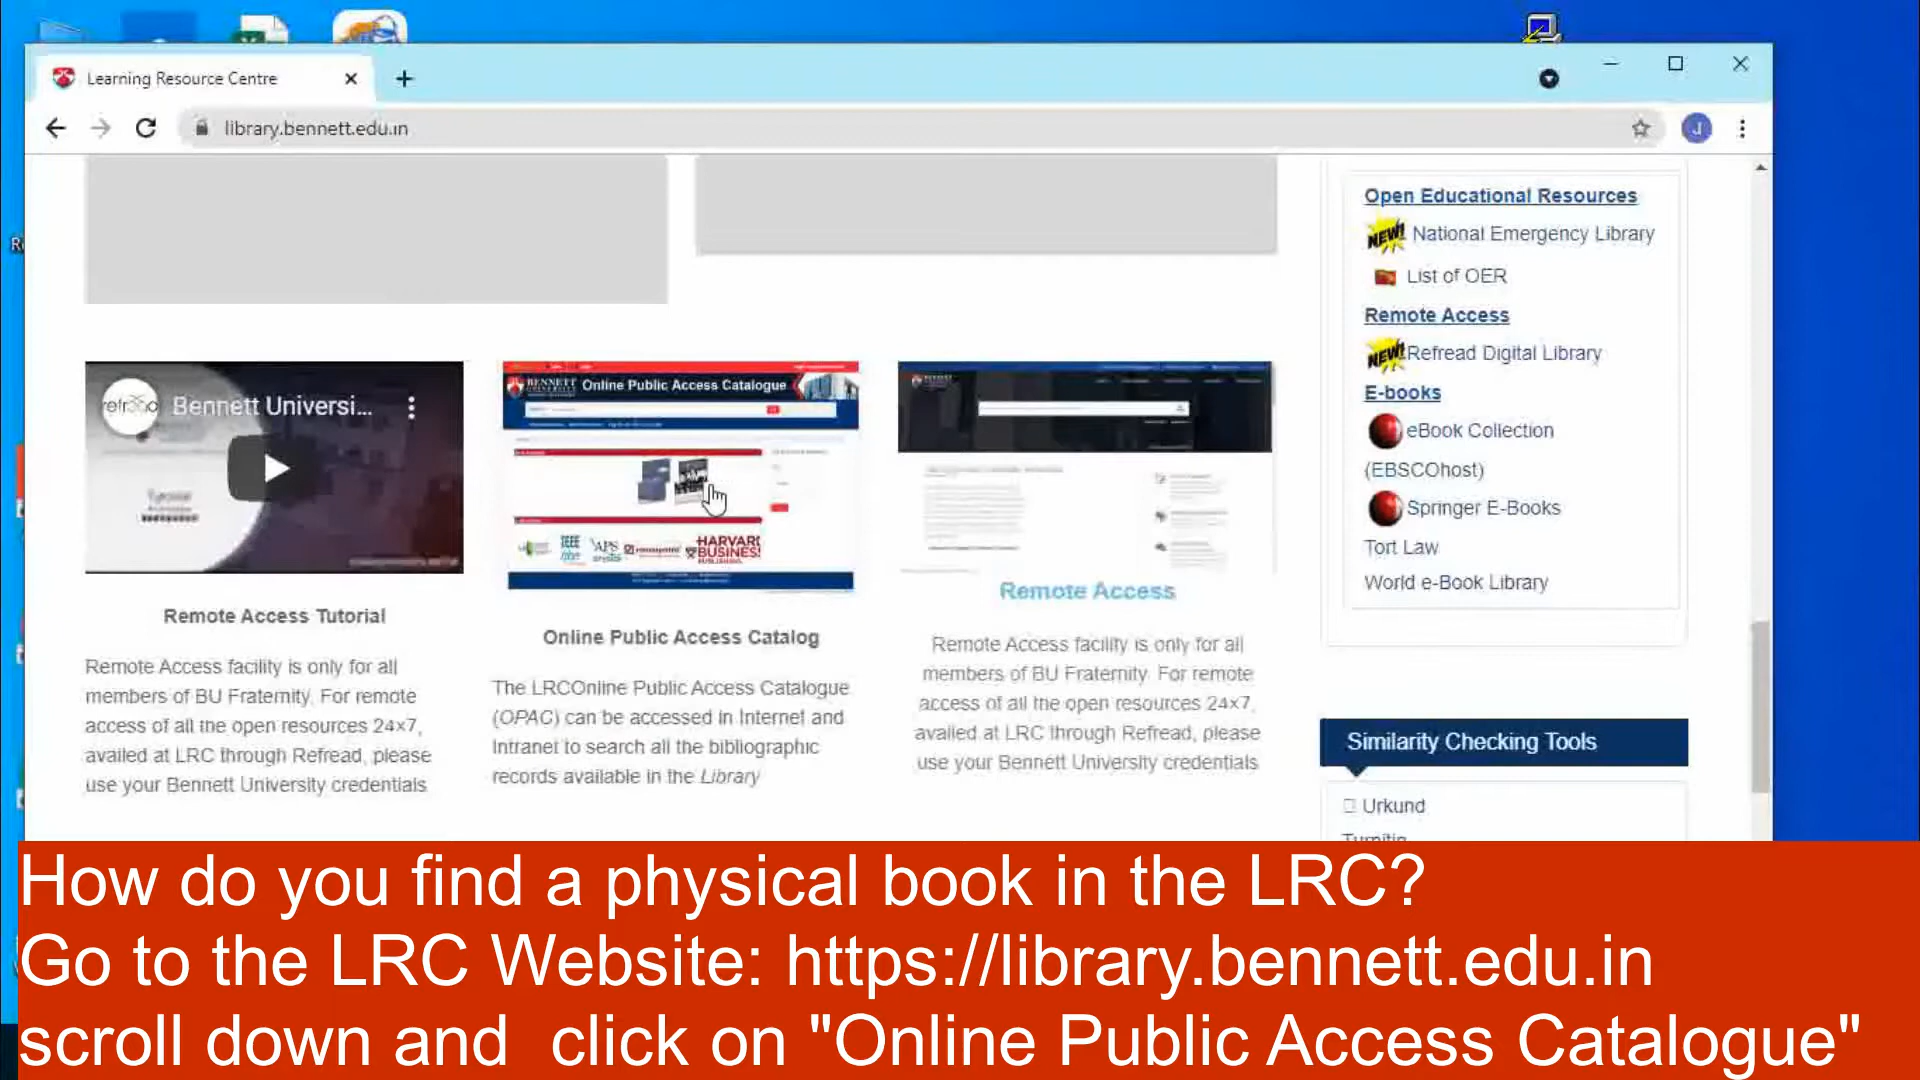 Learning Resource Centre
library.bennett.edu.in
J
Open Educational Resources
NEW! National Emergency Library
List of OER
Remote Access
NEW! Refread Digital Library
E-books
eBook Collection
(EBSCOhost)
Springer E-Books
Tort Law
World e-Book Library
Similarity Checking Tools
Urkund
Turnitin
Bennett Universi...
BENNETT
Online Public Access Catalogue
IEEE
APS
HARVARD
BUSINESS
Remote Access Tutorial
Remote Access facility is only for all
members of BU Fraternity. For remote
access of all the open resources 24×7,
availed at LRC through Refread, please
use your Bennett University credentials
Online Public Access Catalog
The LRCOnline Public Access Catalogue
(OPAC) can be accessed in Internet and
Intranet to search all the bibliographic
records available in the Library
Remote Access
Remote Access facility is only for all
members of BU Fraternity. For remote
access of all the open resources 24×7,
availed at LRC through Refread, please
use your Bennett University credentials
How do you find a physical book in the LRC?
Go to the LRC Website: https://library.bennett.edu.in
scroll down and click on "Online Public Access Catalogue"